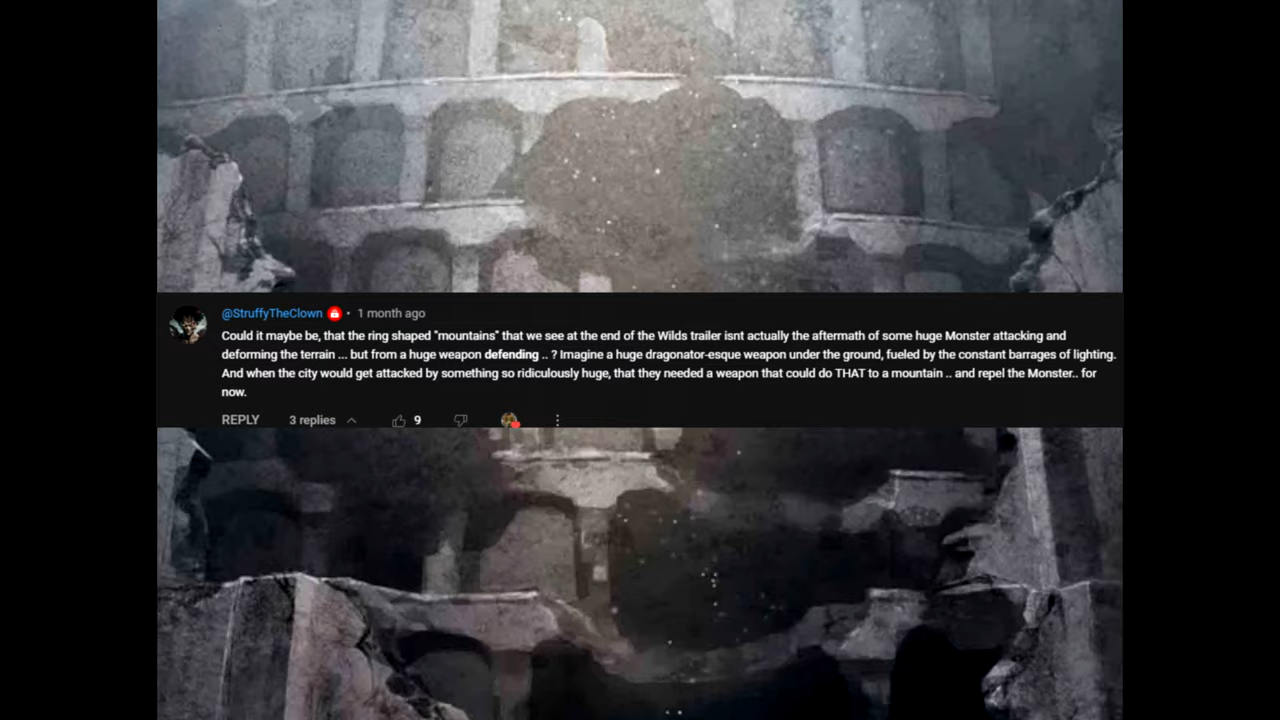 @StruffyTheClown • 1 month ago
Could it maybe be, that the ring shaped "mountains" that we see at the end of the Wilds trailer isnt actually the aftermath of some huge Monster attacking and
deforming the terrain ... but from a huge weapon defending .. ? Imagine a huge dragonator-esque weapon under the ground, fueled by the constant barrages of lighting.
And when the city would get attacked by something so ridiculously huge, that they needed a weapon that could do THAT to a mountain .. and repel the Monster.. for
now.
REPLY 3 replies 9